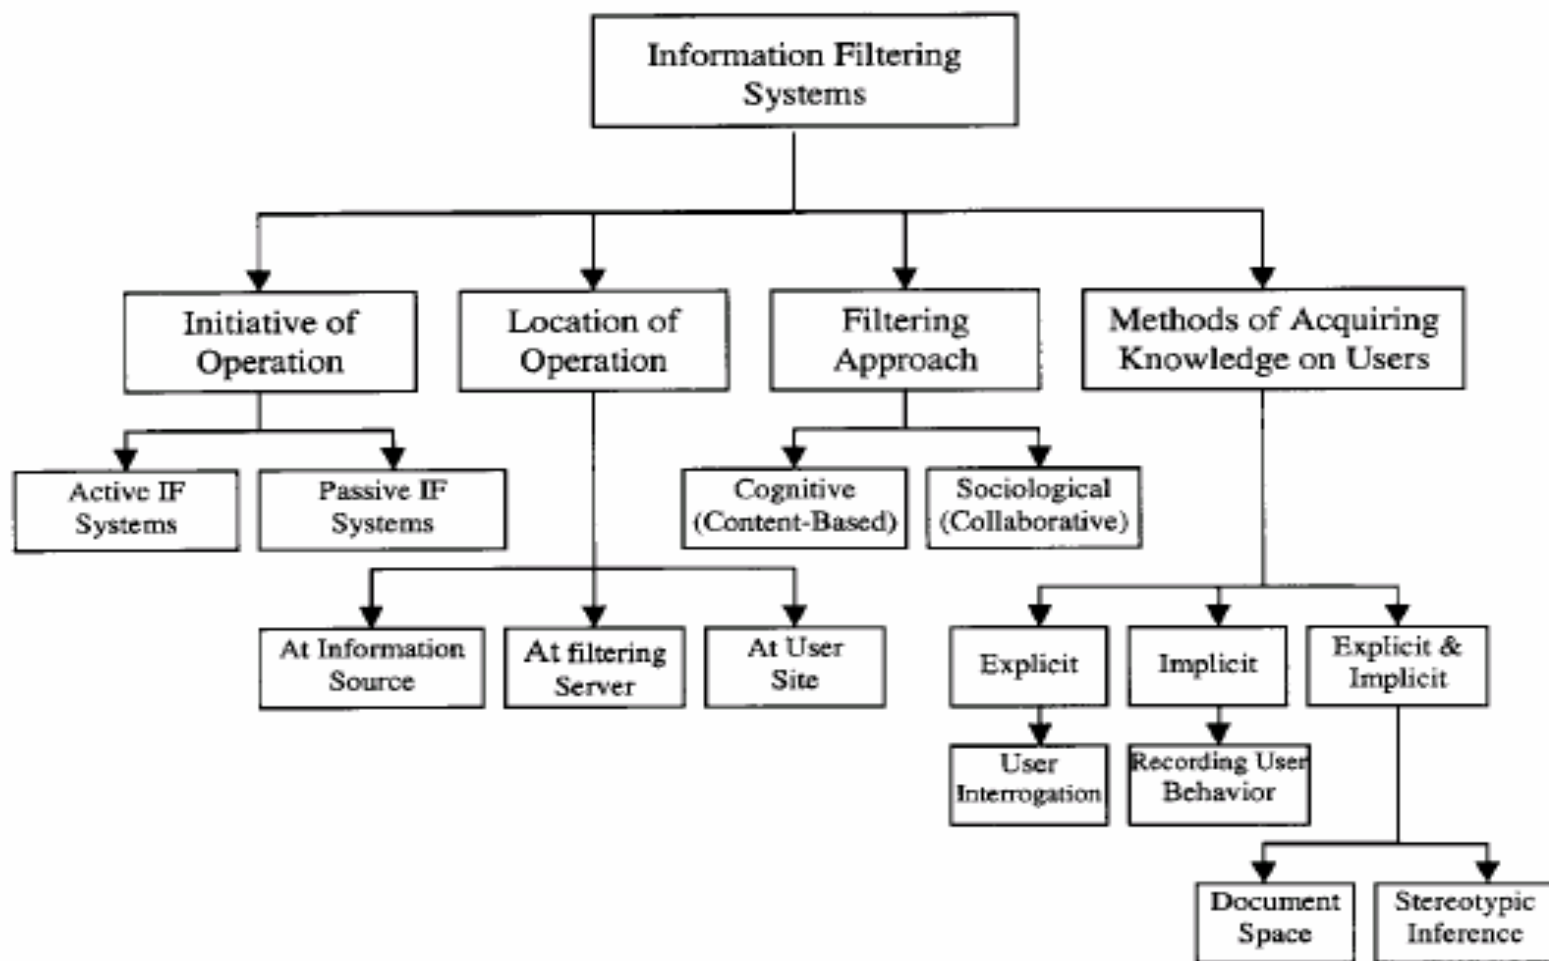 Information Filtering
Systems
Initiative of
Operation
Location of
Operation
Filtering
Approach
Methods of Acquiring
Knowledge on Users
Active IF
Systems
Passive IF
Systems
Cognitive
(Content-Based)
Sociological
(Collaborative)
At Information
Source
At filtering
Server
At User
Site
Explicit
Implicit
Explicit &
Implicit
User
Interrogation
Recording User
Behavior
Document
Space
Stereotypic
Inference